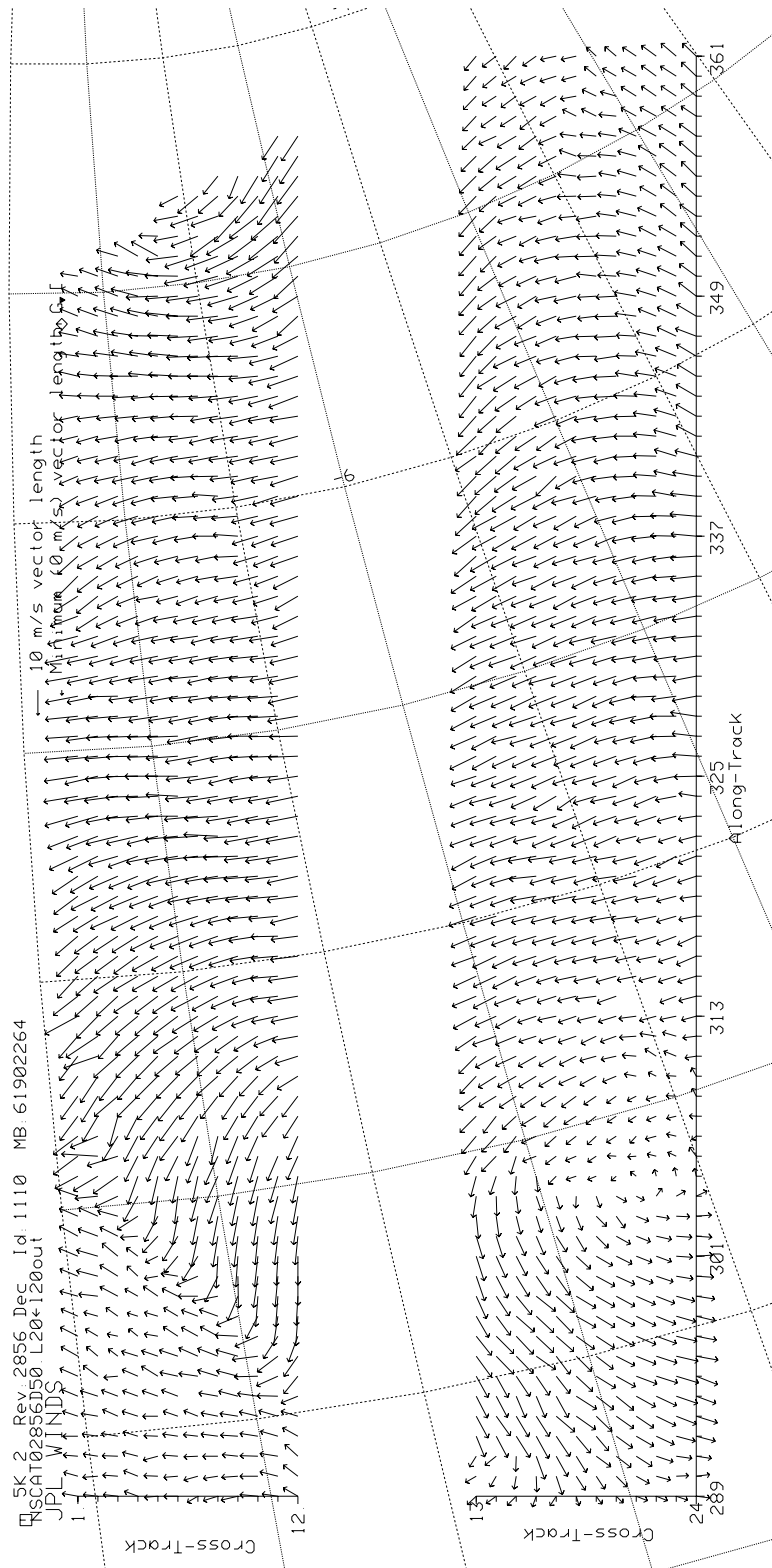 SK 2 Rev: 2856 Dec Id: 1110 MB: 61902264
NSCAT02856D50 L20←120out
JPL WINDS
10 m/s vector length
Minimum (0 m/s) vector length
1
12
Cross-Track
-6
13
24
Cross-Track
289
301
313
325
337
349
361
Along-Track